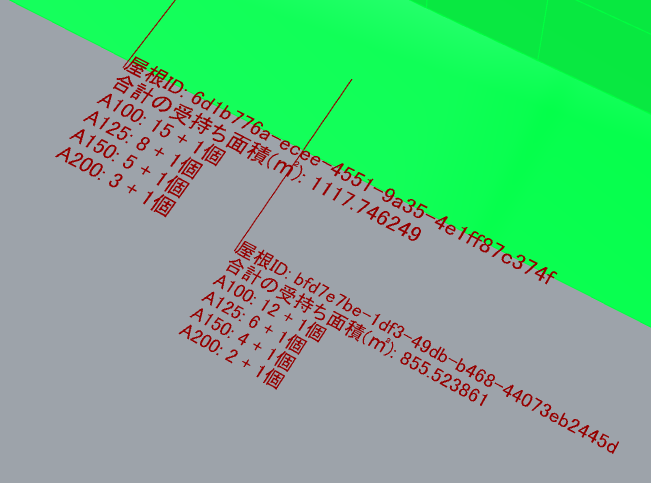 屋根ID: 6d1b776a-ecee-4551-9a35-4e1ff87c374f
合計の受持ち面積(㎡): 1117.746249
A100: 15 + 1個
A125: 8 + 1個
A150: 5 + 1個
A200: 3 + 1個
屋根ID: bfd7e7be-1df3-49db-b468-44073eb2445d
合計の受持ち面積(㎡): 855.523861
A100: 12 + 1個
A125: 6 + 1個
A150: 4 + 1個
A200: 2 + 1個